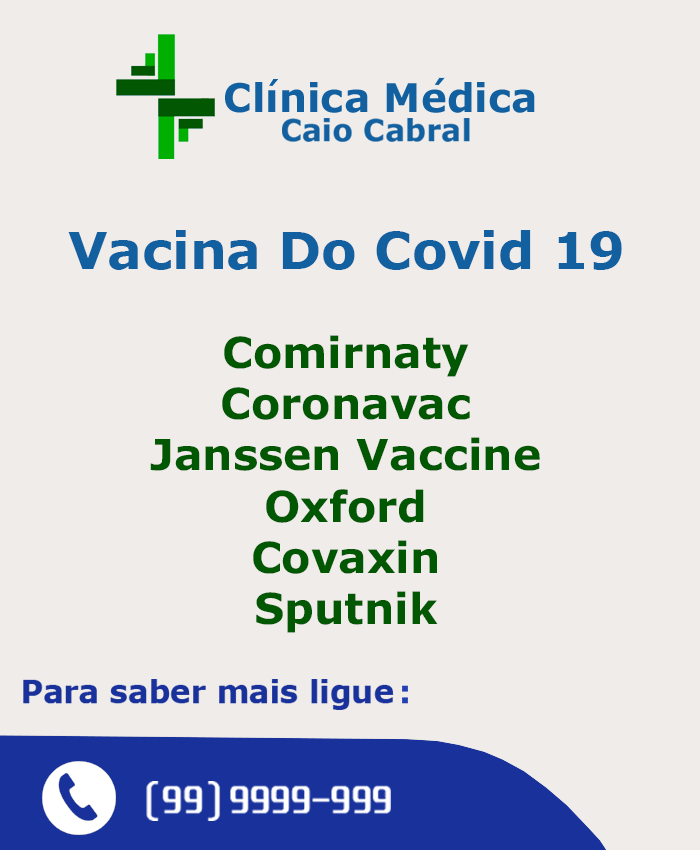 Clínica Médica
Caio Cabral
Vacina Do Covid 19
Comirnaty
Coronavac
Janssen Vaccine
Oxford
Covaxin
Sputnik
Para saber mais ligue:
(99) 9999-999